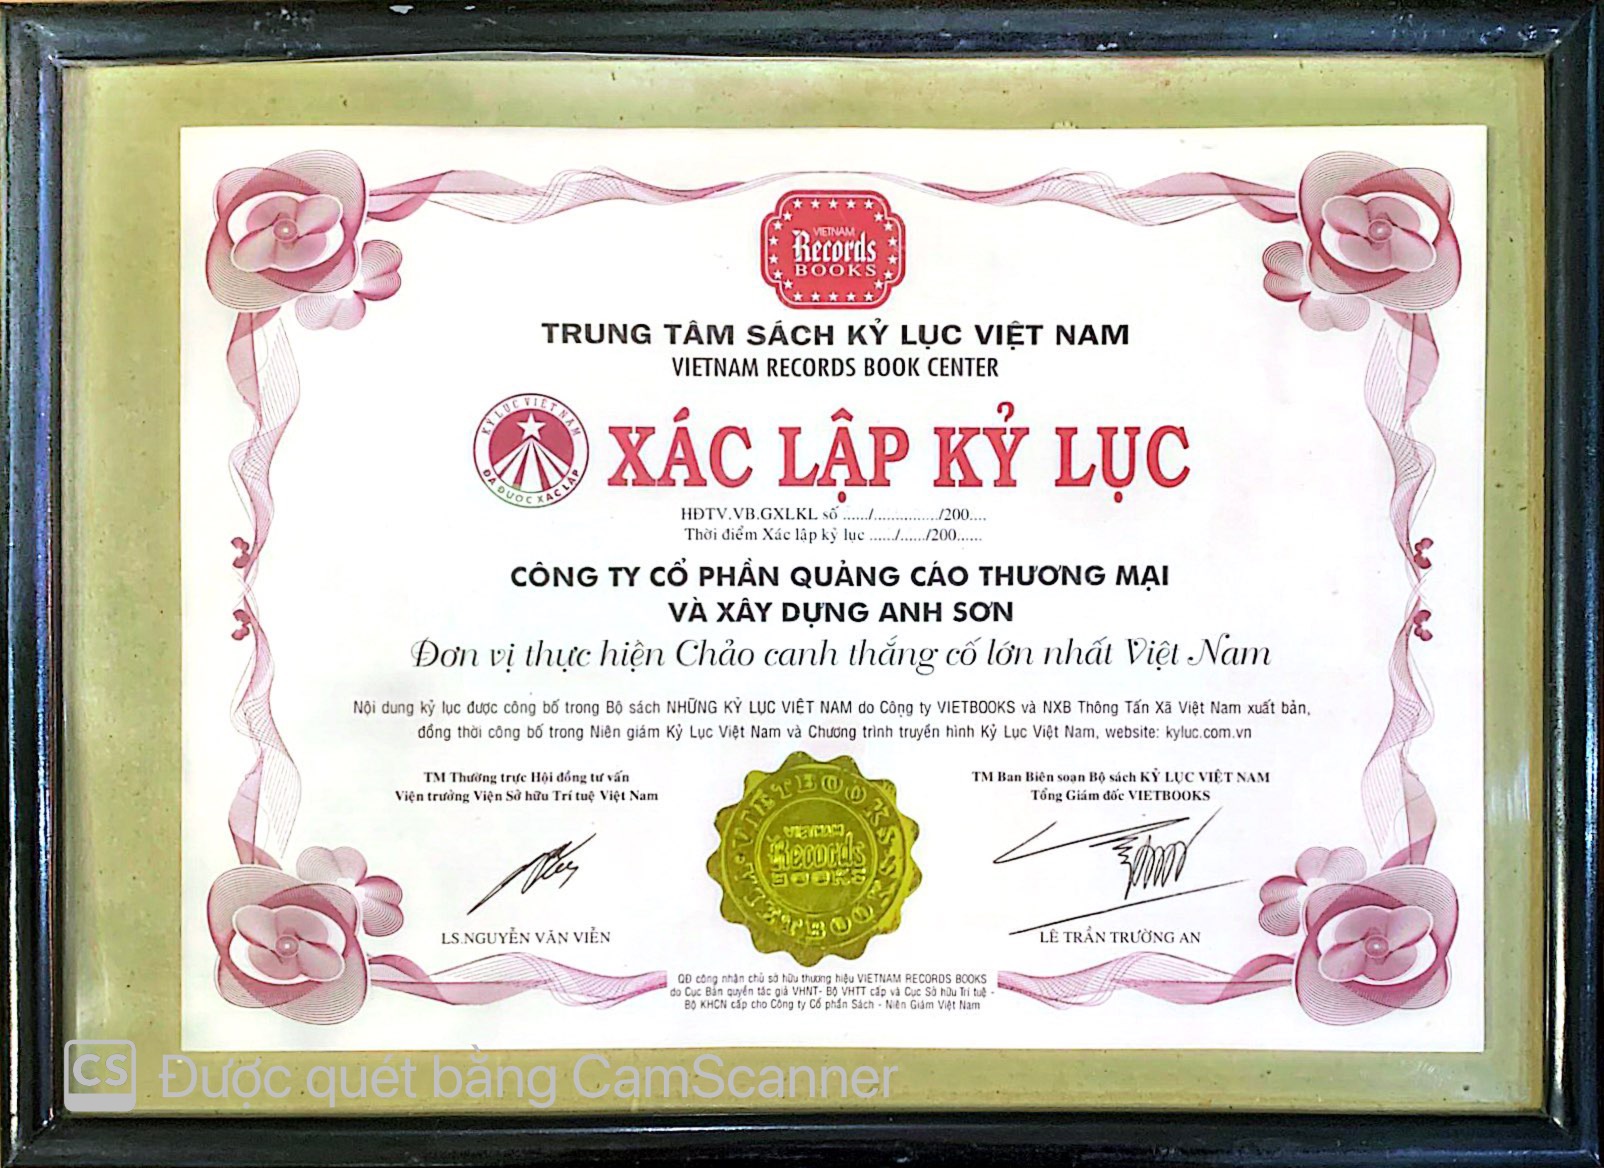 VIETNAM
Records
BOOKS
TRUNG TÂM SÁCH KỶ LỤC VIỆT NAM
VIETNAM RECORDS BOOK CENTER
KỶ LỤC VIỆT NAM
ĐÃ ĐƯỢC XÁC LẬP
XÁC LẬP KỶ LỤC
HĐTV.VB.GXLKL số ....../................/200....
Thời điểm Xác lập kỷ lục ....../....../200......
CÔNG TY CỔ PHẦN QUẢNG CÁO THƯƠNG MẠI
VÀ XÂY DỰNG ANH SƠN
Đơn vị thực hiện Chảo canh thắng cố lớn nhất Việt Nam
Nội dung kỷ lục được công bố trong Bộ sách NHỮNG KỶ LỤC VIỆT NAM do Công ty VIETBOOKS và NXB Thông Tấn Xã Việt Nam xuất bản,
đồng thời công bố trong Niên giám Kỷ Lục Việt Nam và Chương trình truyền hình Kỷ Lục Việt Nam, website: kyluc.com.vn
TM Thường trực Hội đồng tư vấn
Viện trưởng Viện Sở hữu Trí tuệ Việt Nam
TM Ban Biên soạn Bộ sách KỶ LỤC VIỆT NAM
Tổng Giám đốc VIETBOOKS
VIETBOOKS
VIETNAM
Records
BOOKS
VIETBOOKS
LS.NGUYỄN VĂN VIỄN
LÊ TRẦN TRƯỜNG AN
QĐ công nhận chủ sở hữu thương hiệu VIETNAM RECORDS BOOKS
do Cục Bản quyền tác giả VHNT- Bộ VHTT cấp và Cục Sở hữu Trí tuệ -
Bộ KHCN cấp cho Công ty Cổ phần Sách - Niên Giám Việt Nam
CS Được quét bằng CamScanner